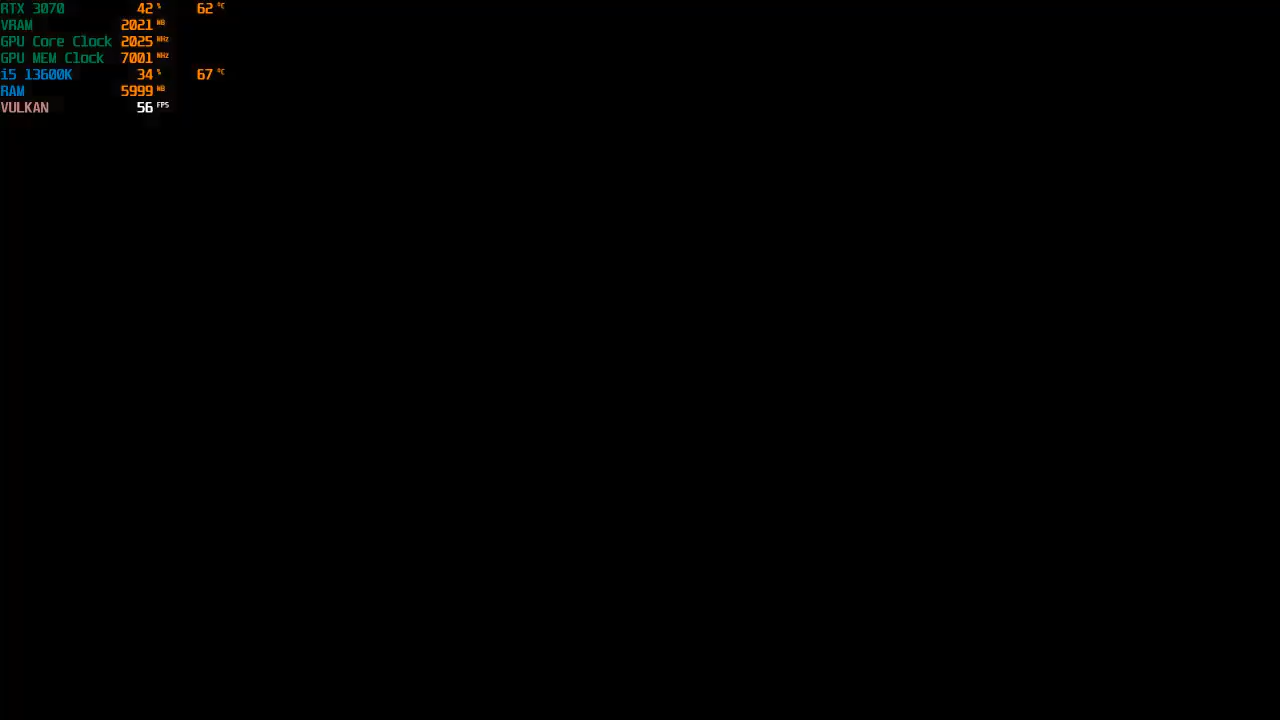 RTX 3070 42 % 62 °C
VRAM 2021 MB
GPU Core Clock 2025 MHz
GPU MEM Clock 7001 MHz
i5 13600K 34 % 67 °C
RAM 5999 MB
VULKAN 56 FPS